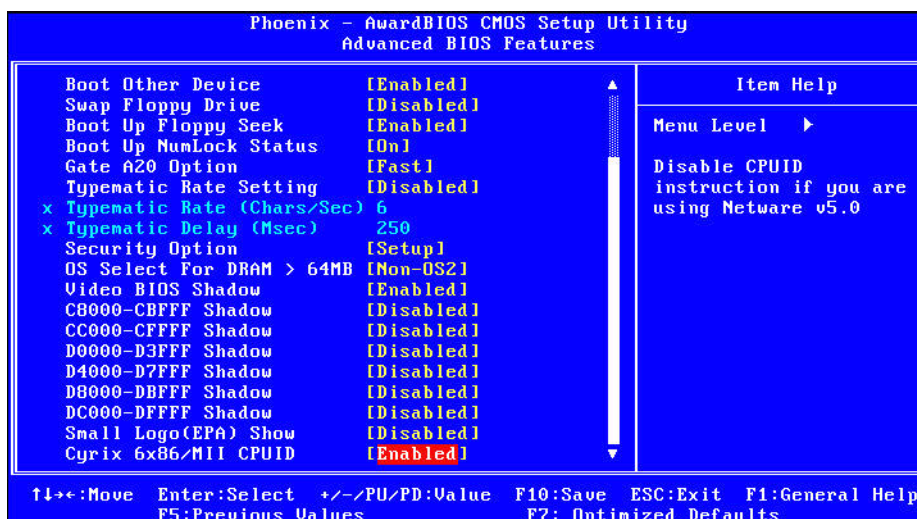 Phoenix - AwardBIOS CMOS Setup Utility
Advanced BIOS Features
Boot Other Device [Enabled]
Swap Floppy Drive [Disabled]
Boot Up Floppy Seek [Enabled]
Boot Up NumLock Status [On]
Gate A20 Option [Fast]
Typematic Rate Setting [Disabled]
x Typematic Rate (Chars/Sec) 6
x Typematic Delay (Msec) 250
Security Option [Setup]
OS Select For DRAM > 64MB [Non-OS2]
Video BIOS Shadow [Enabled]
C8000-CBFFF Shadow [Disabled]
CC000-CFFFF Shadow [Disabled]
D0000-D3FFF Shadow [Disabled]
D4000-D7FFF Shadow [Disabled]
D8000-DBFFF Shadow [Disabled]
DC000-DFFFF Shadow [Disabled]
Small Logo(EPA) Show [Disabled]
Cyrix 6x86/MII CPUID [Enabled]
Item Help
Menu Level
Disable CPUID
instruction if you are
using Netware v5.0
↑↓→←:Move Enter:Select +/-/PU/PD:Value F10:Save ESC:Exit F1:General Help
F5:Previous Values F7: Optimized Defaults